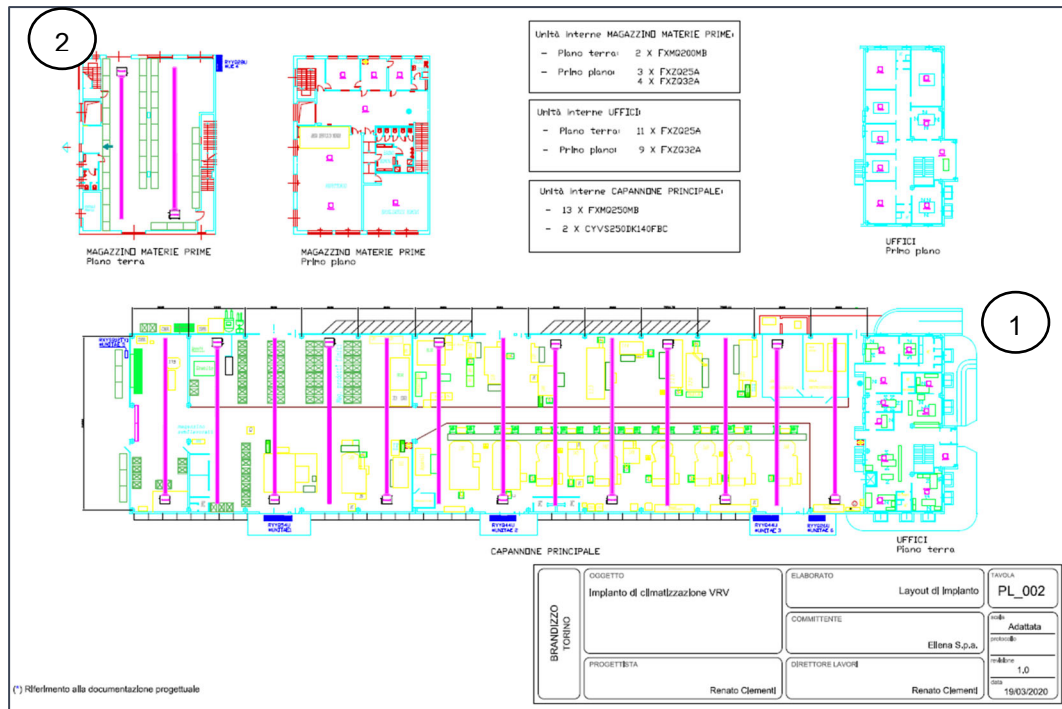 2
Unità interne MAGAZZINO MATERIE PRIME:
- Piano terra: 2 X FXMQ200MB
- Primo piano: 3 X FXZQ25A
4 X FXZQ32A
Unità interne UFFICI:
- Piano terra: 11 X FXZQ25A
- Primo piano: 9 X FXZQ32A
Unità interne CAPANNONE PRINCIPALE:
- 13 X FXMQ250MB
- 2 X CYVS250DK140FBC
MAGAZZINO MATERIE PRIME
Piano terra
MAGAZZINO MATERIE PRIME
Primo piano
UFFICI
Primo piano
1
CAPANNONE PRINCIPALE
UFFICI
Piano terra
BRANDIZZO
TORINO
OGGETTO
Impianto di climatizzazione VRV
ELABORATO
Layout di Impianto
TAVOLA
PL_002
COMMITTENTE
Ellena S.p.a.
scala
Adattata
protocollo
PROGETTISTA
Renato Clementi
DIRETTORE LAVORI
Renato Clementi
revisione
1,0
data
19/03/2020
(*) Riferimento alla documentazione progettuale